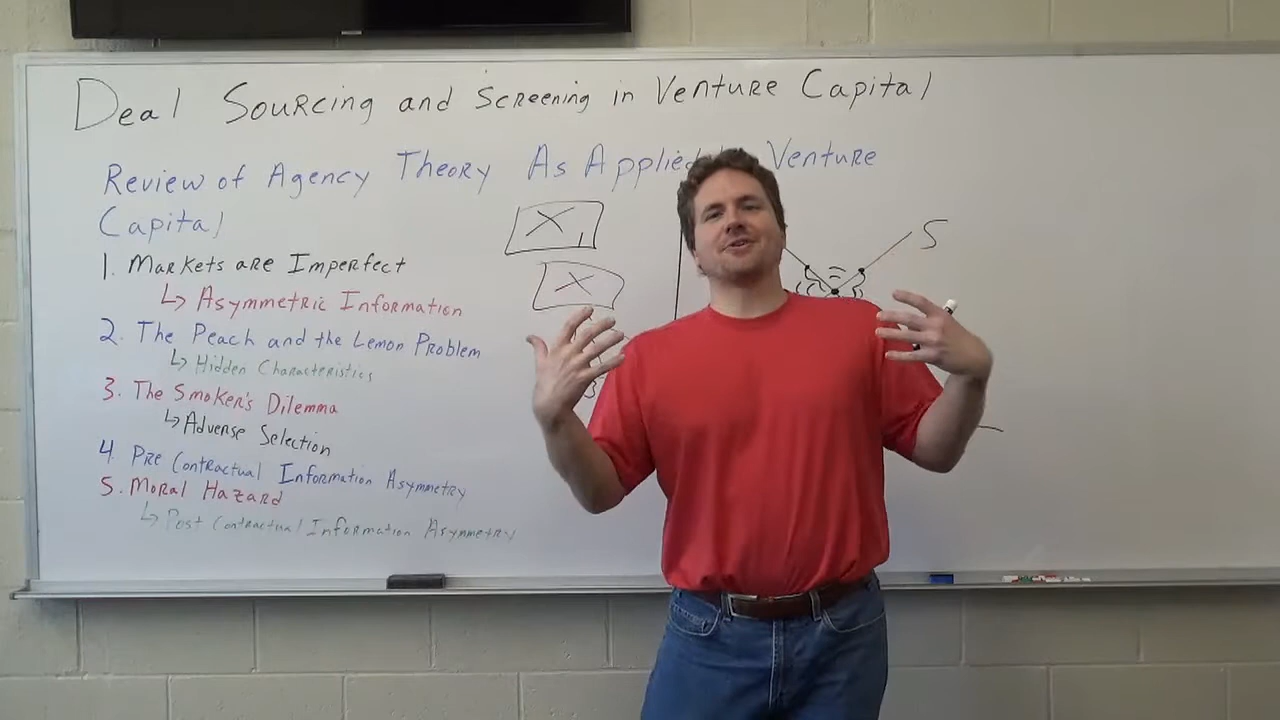 Deal Sourcing and Screening in Venture Capital
Review of Agency Theory As Applied Venture
Capital
X1
X
S
1. Markets are Imperfect
↳ Asymmetric Information
2. The Peach and the Lemon Problem
↳ Hidden Characteristics
3. The Smoker's Dilemma
↳ Adverse Selection
4. Pre Contractual Information Asymmetry
5. Moral Hazard
↳ Post Contractual Information Asymmetry